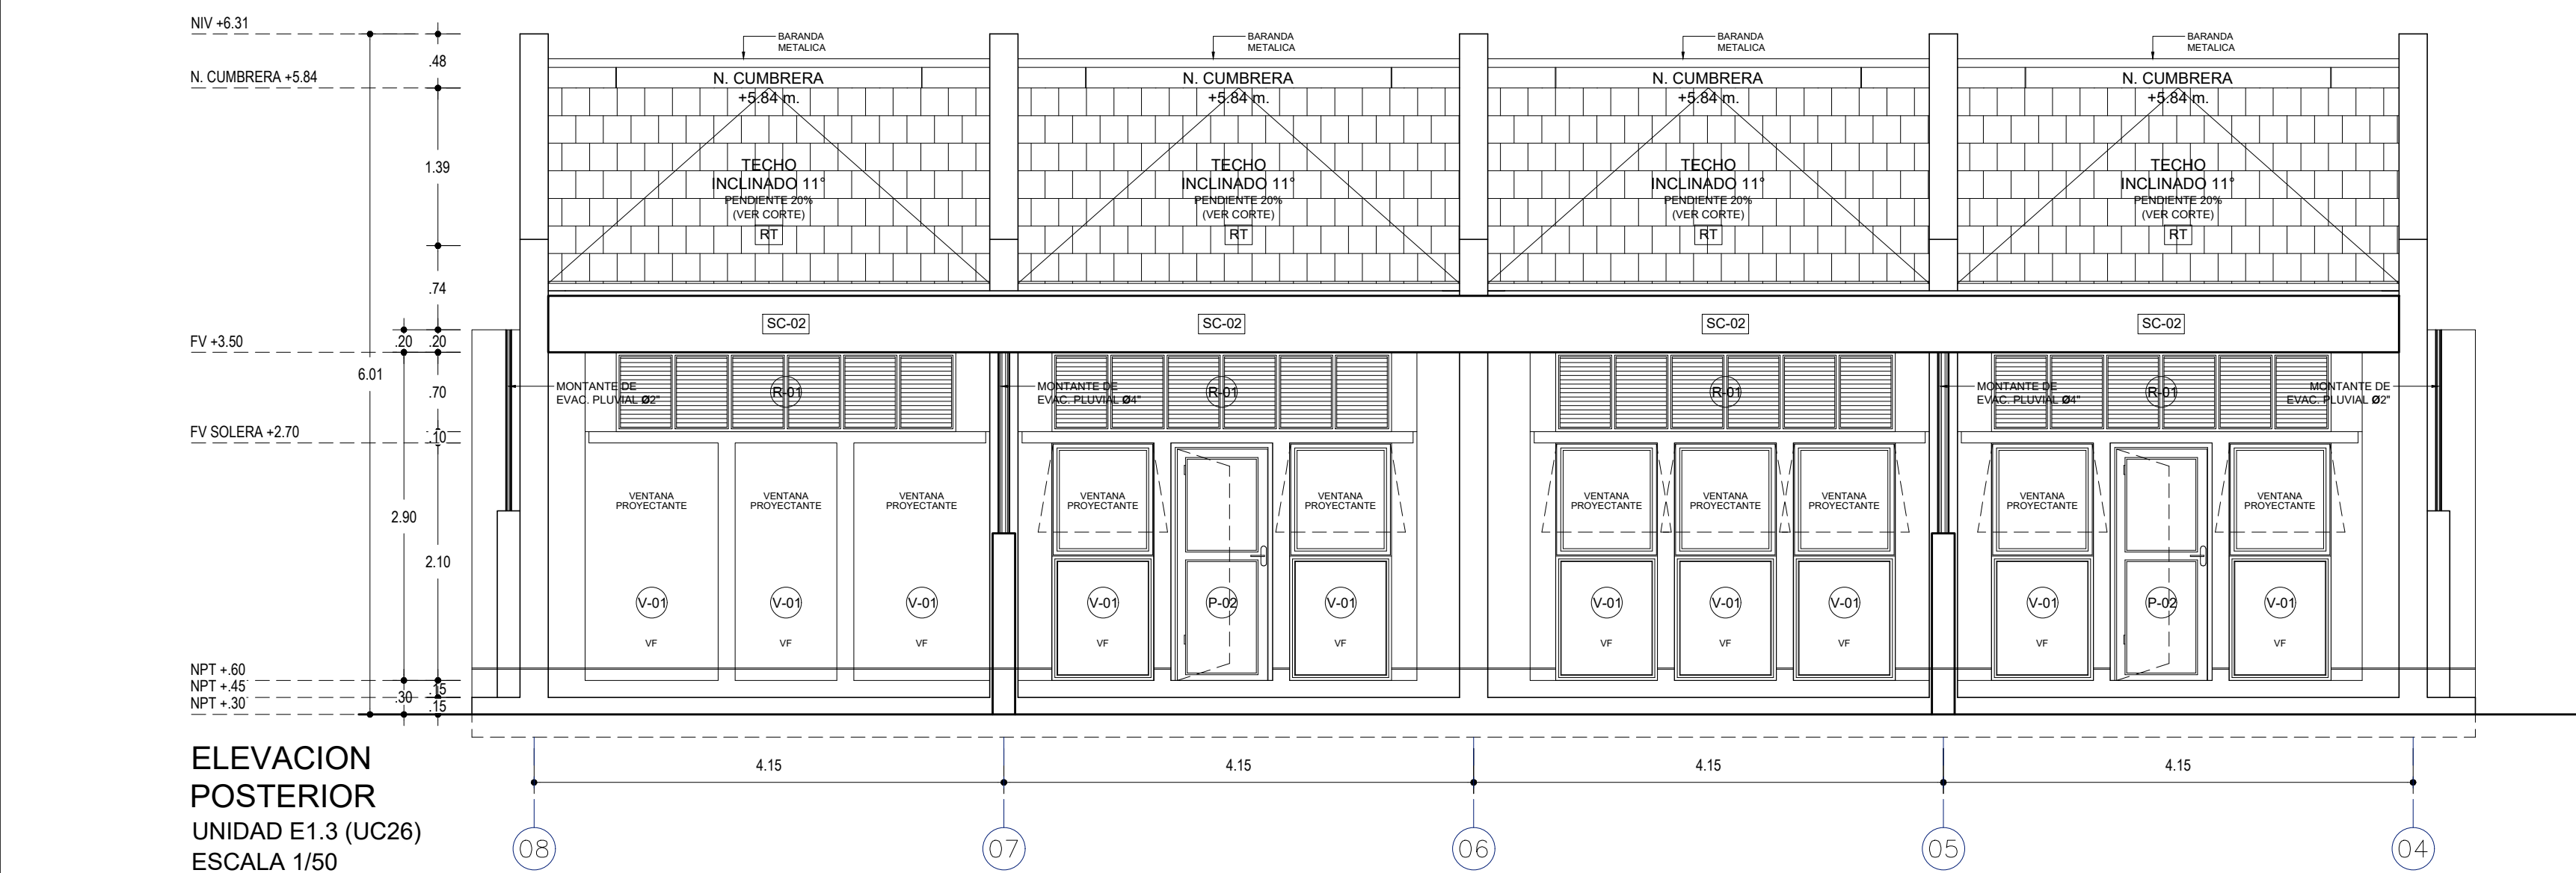 NIV +6.31
N. CUMBRERA +5.84
FV +3.50
FV SOLERA +2.70
NPT +.60
NPT +.45
NPT +.30
6.01
.20
2.90
.30
.48
1.39
.74
.20
.70
.10
2.10
.15
.15
BARANDA
METALICA
BARANDA
METALICA
BARANDA
METALICA
BARANDA
METALICA
N. CUMBRERA
+5.84 m.
N. CUMBRERA
+5.84 m.
N. CUMBRERA
+5.84 m.
N. CUMBRERA
+5.84 m.
TECHO
INCLINADO 11°
PENDIENTE 20%
(VER CORTE)
RT
TECHO
INCLINADO 11°
PENDIENTE 20%
(VER CORTE)
RT
TECHO
INCLINADO 11°
PENDIENTE 20%
(VER CORTE)
RT
TECHO
INCLINADO 11°
PENDIENTE 20%
(VER CORTE)
RT
SC-02
SC-02
SC-02
SC-02
MONTANTE DE
EVAC. PLUVIAL Ø2"
R-01
MONTANTE DE
EVAC. PLUVIAL Ø4"
R-01
R-01
MONTANTE DE
EVAC. PLUVIAL Ø4"
R-01
MONTANTE DE
EVAC. PLUVIAL Ø2"
VENTANA
PROYECTANTE
VENTANA
PROYECTANTE
VENTANA
PROYECTANTE
VENTANA
PROYECTANTE
VENTANA
PROYECTANTE
VENTANA
PROYECTANTE
VENTANA
PROYECTANTE
VENTANA
PROYECTANTE
VENTANA
PROYECTANTE
VENTANA
PROYECTANTE
V-01
V-01
V-01
V-01
P-02
V-01
V-01
V-01
V-01
V-01
P-02
V-01
VF
VF
VF
VF
VF
VF
VF
VF
VF
VF
4.15
4.15
4.15
4.15
08
07
06
05
04
ELEVACION
POSTERIOR
UNIDAD E1.3 (UC26)
ESCALA 1/50